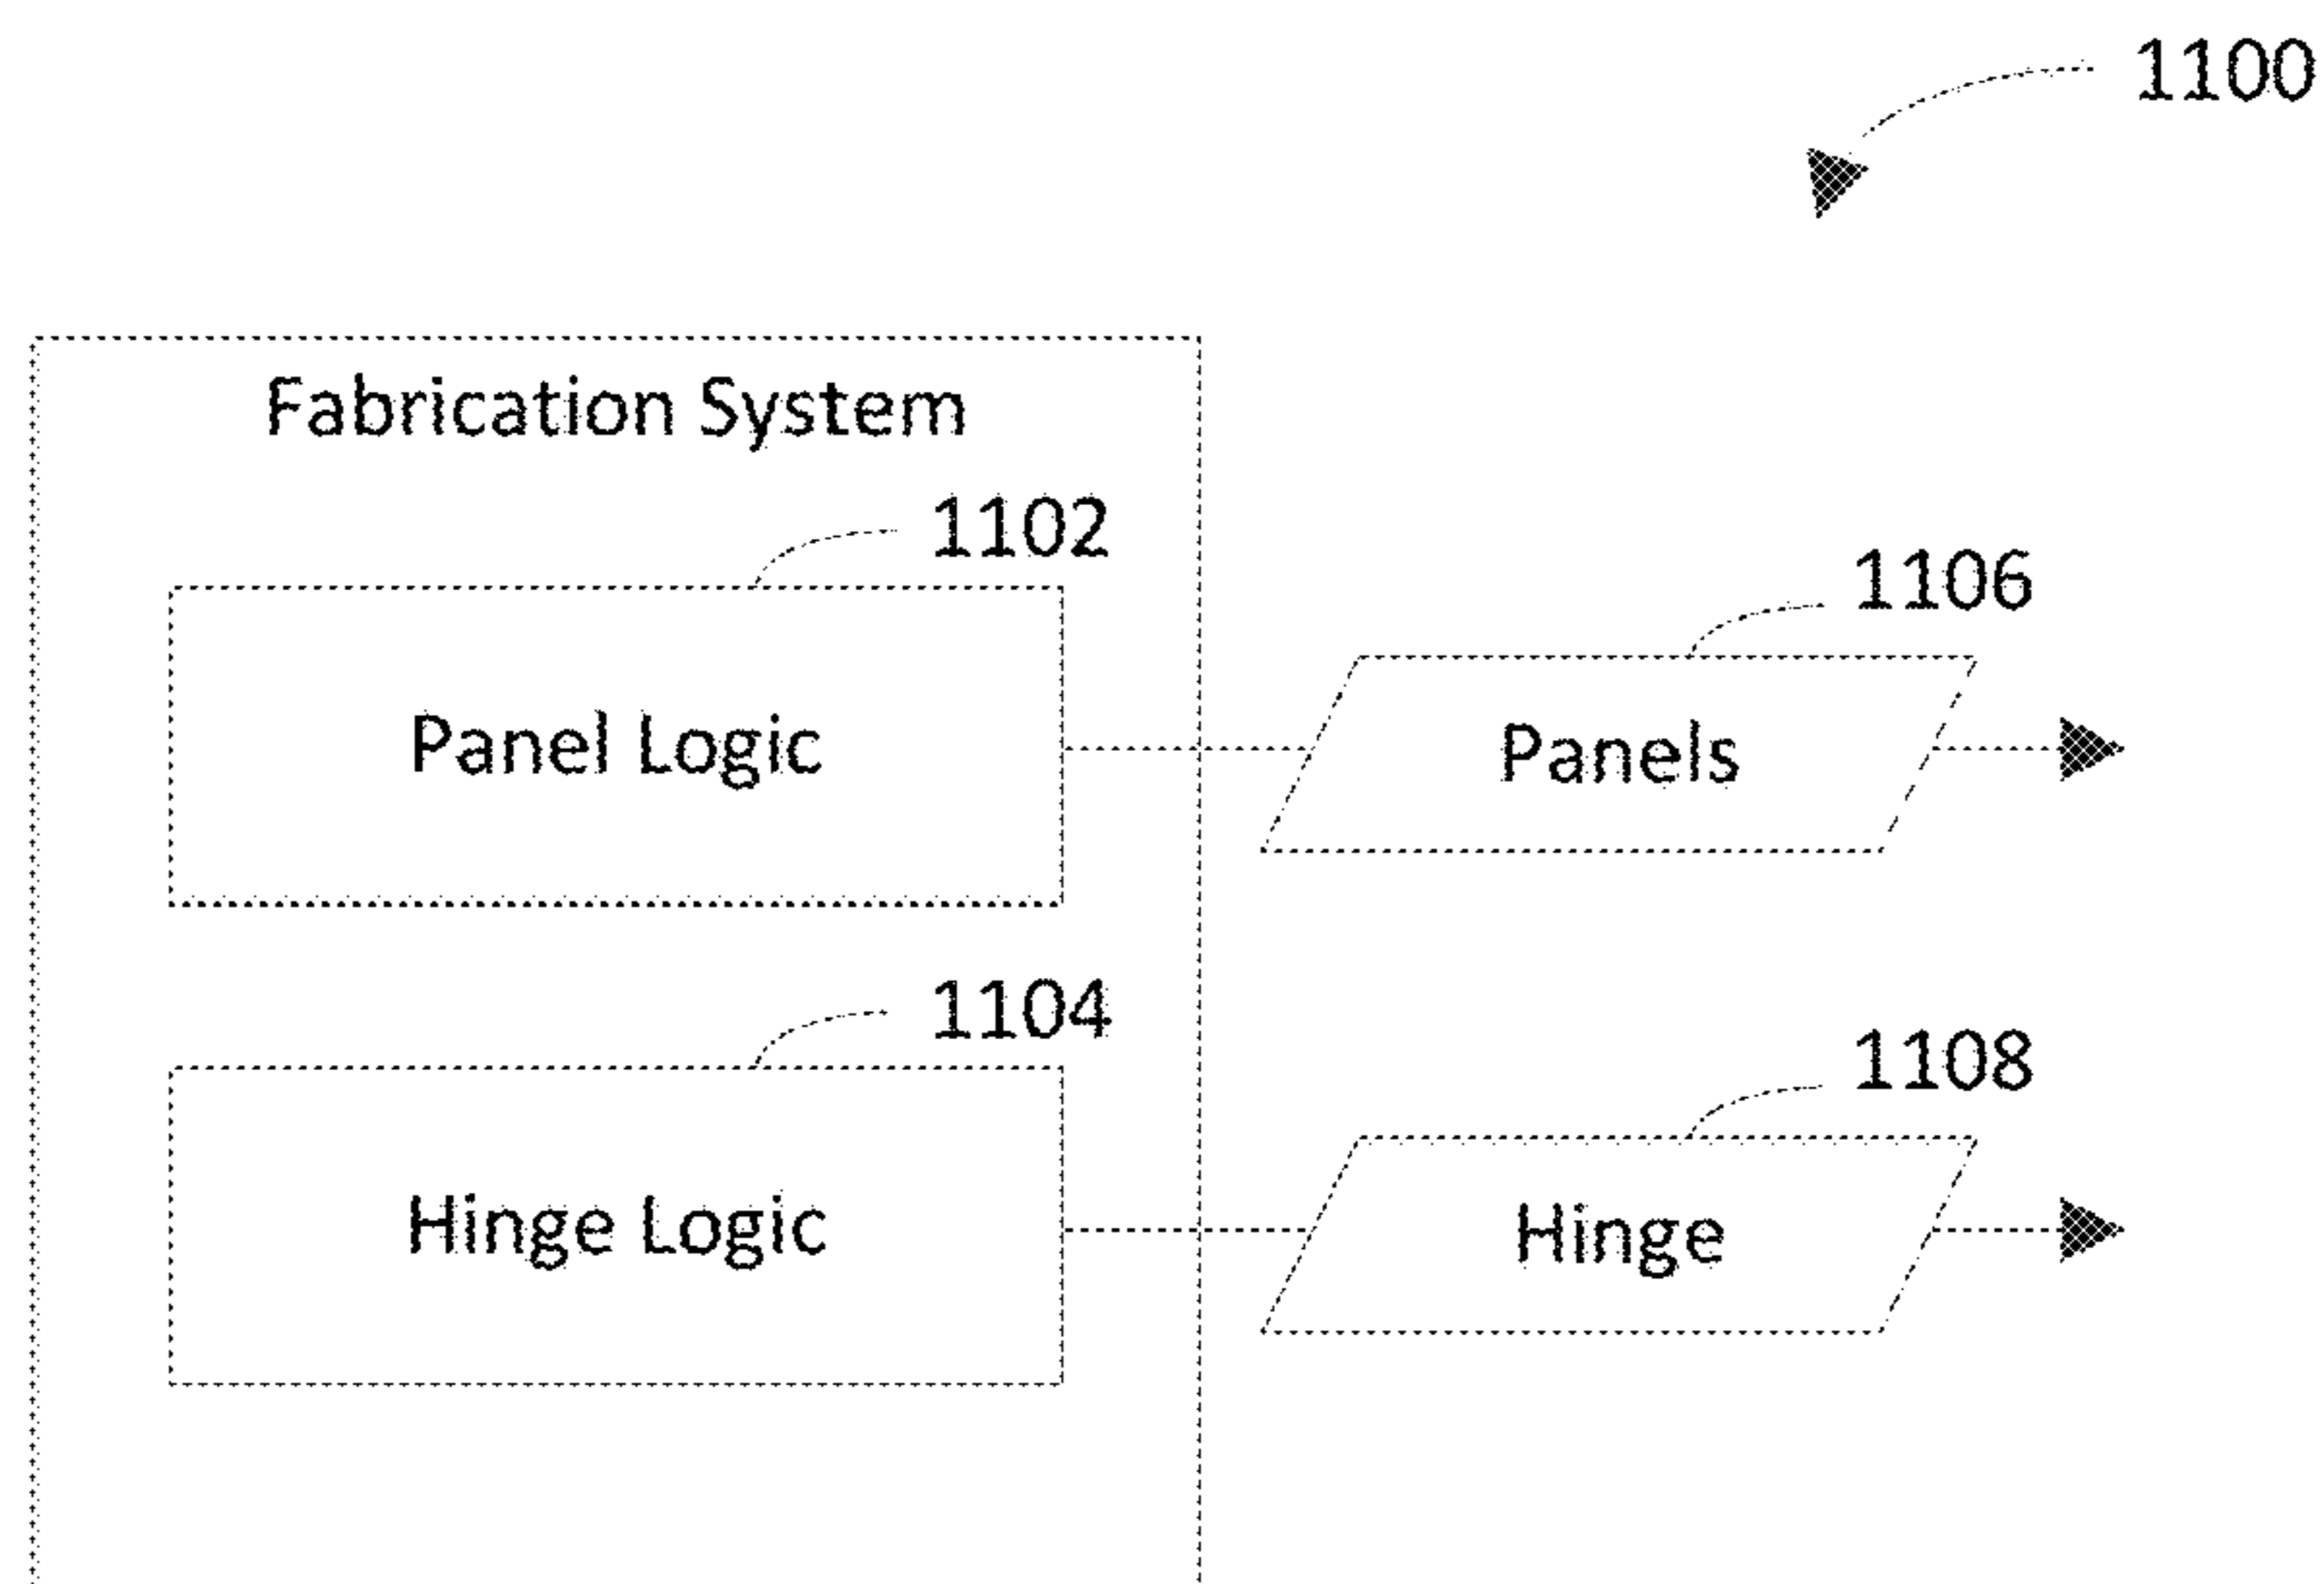 1100
Fabrication System
1102
1106
Panel Logic
Panels
1104
1108
Hinge Logic
Hinge